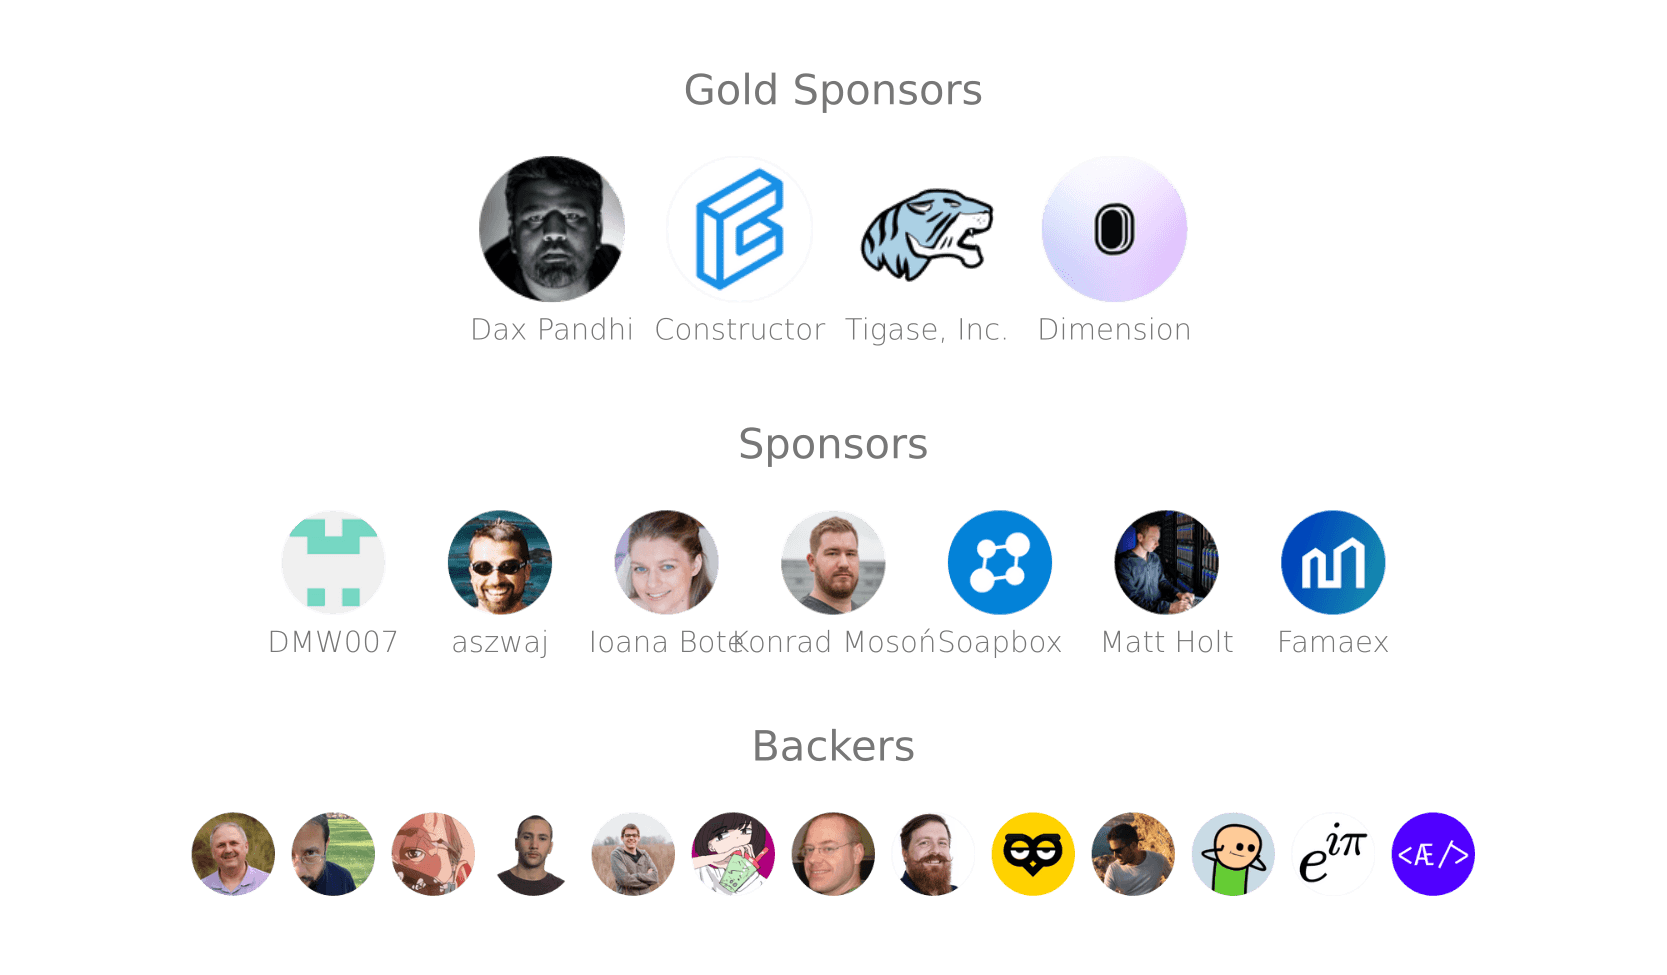 Gold Sponsors
Dax Pandhi Constructor Tigase, Inc. Dimension
Sponsors
DMW007 aszwaj Ioana Bote Konrad Mosoń Soapbox Matt Holt Famaex
Backers
e^iπ <Æ/>